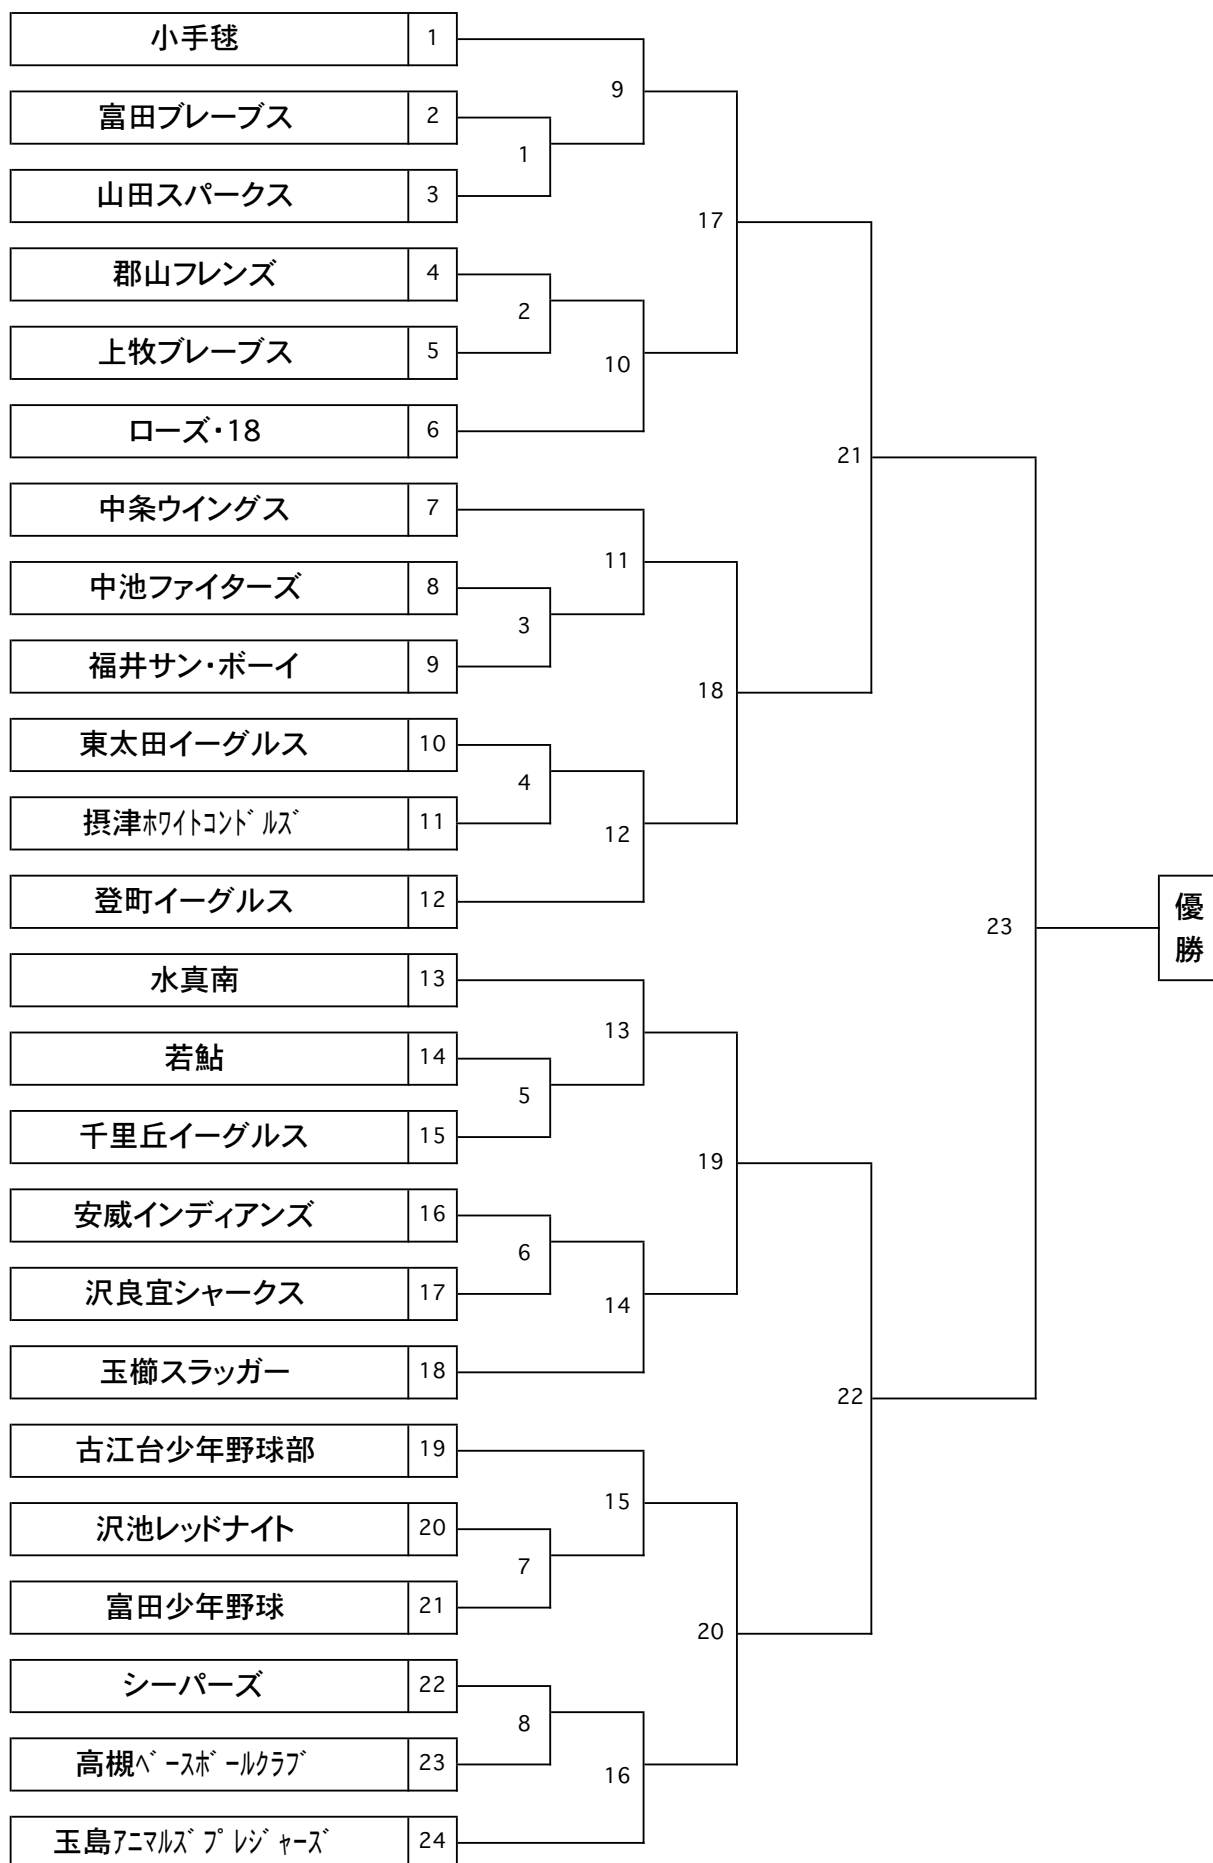 小手毬 1
9
富田ブレーブス 2
1
山田スパークス 3
17
郡山フレンズ 4
2
上牧ブレーブス 5
10
ローズ・18 6
21
中条ウイングス 7
11
中池ファイターズ 8
3
福井サン・ボーイ 9
18
東太田イーグルス 10
4
摂津ﾎﾜｲﾄｺﾝﾄﾞﾙｽﾞ 11
12
登町イーグルス 12
23
優
勝
水真南 13
13
若鮎 14
5
千里丘イーグルス 15
19
安威インディアンズ 16
6
沢良宜シャークス 17
14
玉櫛スラッガー 18
22
古江台少年野球部 19
15
沢池レッドナイト 20
7
富田少年野球 21
20
シーパーズ 22
8
高槻ﾍﾞｰｽﾎﾞｰﾙｸﾗﾌﾞ 23
16
玉島ｱﾆﾏﾙｽﾞﾌﾟﾚｼﾞｬｰｽﾞ 24